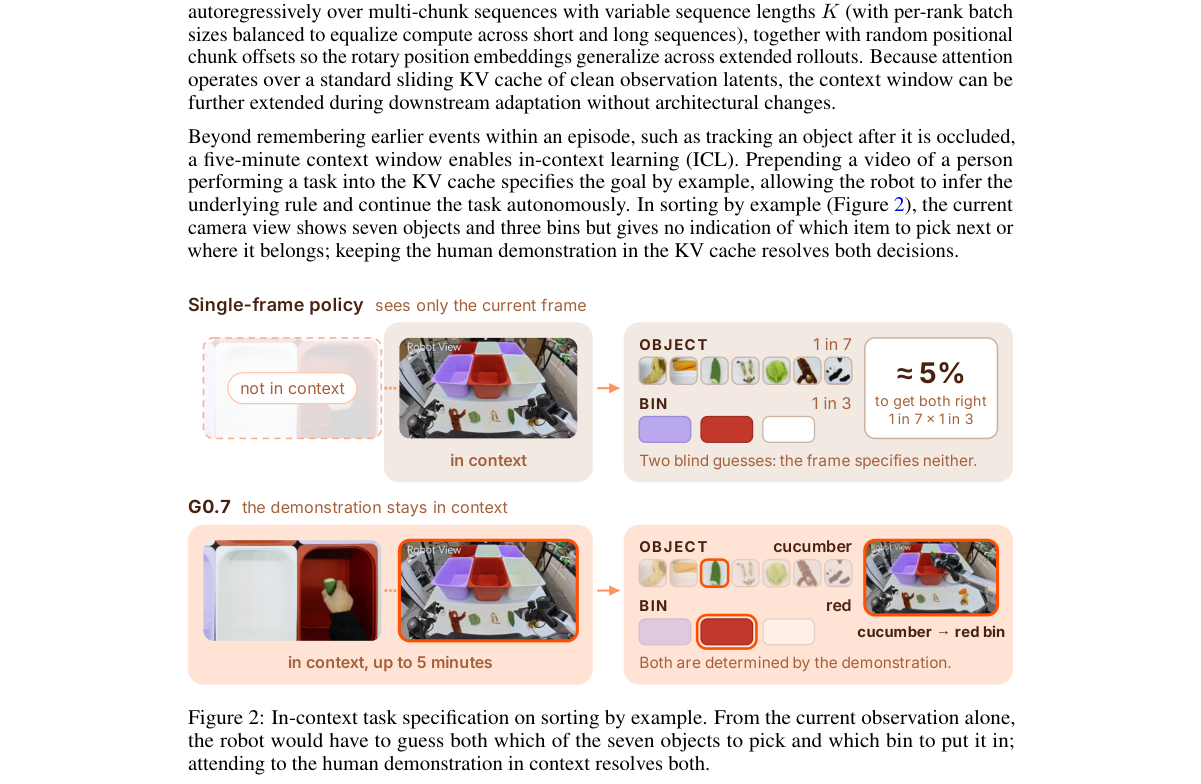 autoregressively over multi-chunk sequences with variable sequence lengths K (with per-rank batch
sizes balanced to equalize compute across short and long sequences), together with random positional
chunk offsets so the rotary position embeddings generalize across extended rollouts. Because attention
operates over a standard sliding KV cache of clean observation latents, the context window can be
further extended during downstream adaptation without architectural changes.
Beyond remembering earlier events within an episode, such as tracking an object after it is occluded,
a five-minute context window enables in-context learning (ICL). Prepending a video of a person
performing a task into the KV cache specifies the goal by example, allowing the robot to infer the
underlying rule and continue the task autonomously. In sorting by example (Figure 2), the current
camera view shows seven objects and three bins but gives no indication of which item to pick next or
where it belongs; keeping the human demonstration in the KV cache resolves both decisions.
Single-frame policy sees only the current frame
not in context
Robot View
in context
OBJECT 1 in 7
BIN 1 in 3
Two blind guesses: the frame specifies neither.
≈ 5%
to get both right
1 in 7 × 1 in 3
G0.7 the demonstration stays in context
Robot View
in context, up to 5 minutes
OBJECT cucumber
BIN red
Both are determined by the demonstration.
Robot View
cucumber → red bin
Figure 2: In-context task specification on sorting by example. From the current observation alone,
the robot would have to guess both which of the seven objects to pick and which bin to put it in;
attending to the human demonstration in context resolves both.